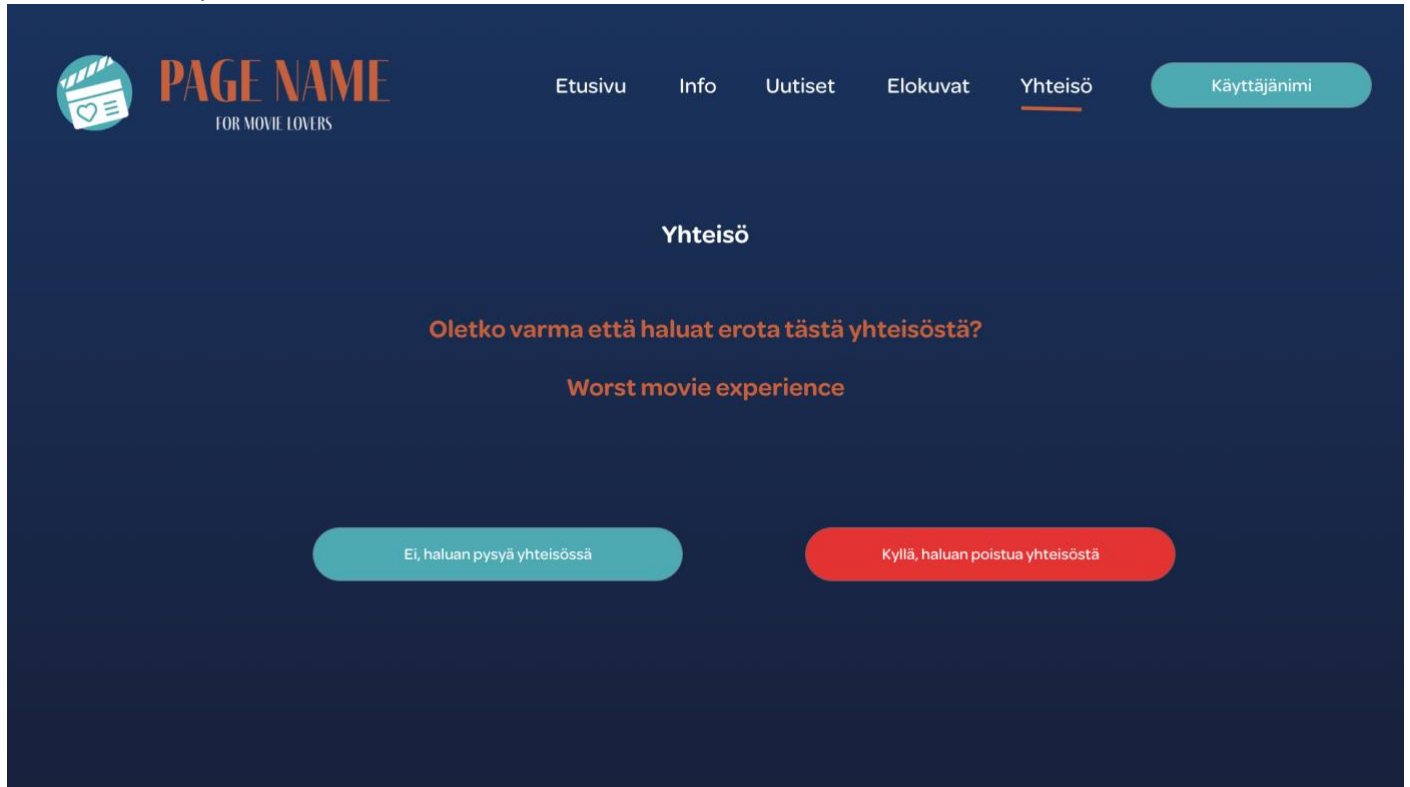 PAGE NAME
FOR MOVIE LOVERS
Etusivu Info Uutiset Elokuvat Yhteisö Käyttäjänimi
Yhteisö
Oletko varma että haluat erota tästä yhteisöstä?
Worst movie experience
Ei, haluan pysyä yhteisössä Kyllä, haluan poistua yhteisöstä